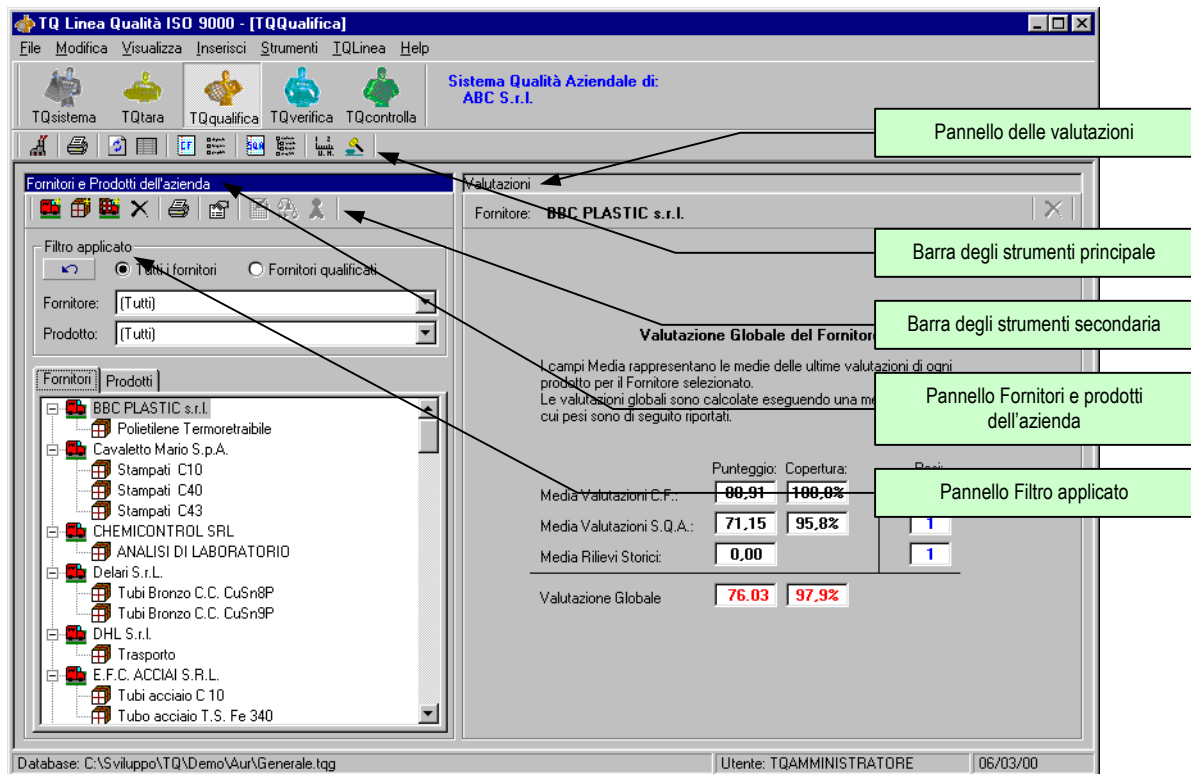 TQ Linea Qualità ISO 9000 - [TQQualifica]
File Modifica Visualizza Inserisci Strumenti TQLinea Help
TQsistema TQtara TQqualifica TQverifica TQcontrolla
Sistema Qualità Aziendale di:
ABC S.r.l.
Pannello delle valutazioni
Barra degli strumenti principale
Barra degli strumenti secondaria
Pannello Fornitori e prodotti
dell'azienda
Pannello Filtro applicato
Fornitori e Prodotti dell'azienda
Filtro applicato
Tutti i fornitori Fornitori qualificati
Fornitore: (Tutti)
Prodotto: (Tutti)
Fornitori Prodotti
BBC PLASTIC s.r.l.
Polietilene Termoretraibile
Cavaletto Mario S.p.A.
Stampati C10
Stampati C40
Stampati C43
CHEMICONTROL SRL
ANALISI DI LABORATORIO
Delari S.r.L.
Tubi Bronzo C.C. CuSn8P
Tubi Bronzo C.C. CuSn9P
DHL S.r.l.
Trasporto
E.F.C. ACCIAI S.R.L.
Tubi acciaio C 10
Tubo acciaio T.S. Fe 340
Valutazioni
Fornitore: BBC PLASTIC s.r.l.
Valutazione Globale del Fornitore
I campi Media rappresentano le medie delle ultime valutazioni di ogni
prodotto per il Fornitore selezionato.
Le valutazioni globali sono calcolate eseguendo una
cui pesi sono di seguito riportati.
Punteggio: Copertura: Pesi:
Media Valutazioni C.F.: 80,91 100,0%
Media Valutazioni S.Q.A.: 71,15 95,8% 1
Media Rilievi Storici: 0,00 1
Valutazione Globale 76.03 97,9%
Database: C:\Sviluppo\TQ\Demo\Aur\Generale.tqg
Utente: TQAMMINISTRATORE
06/03/00